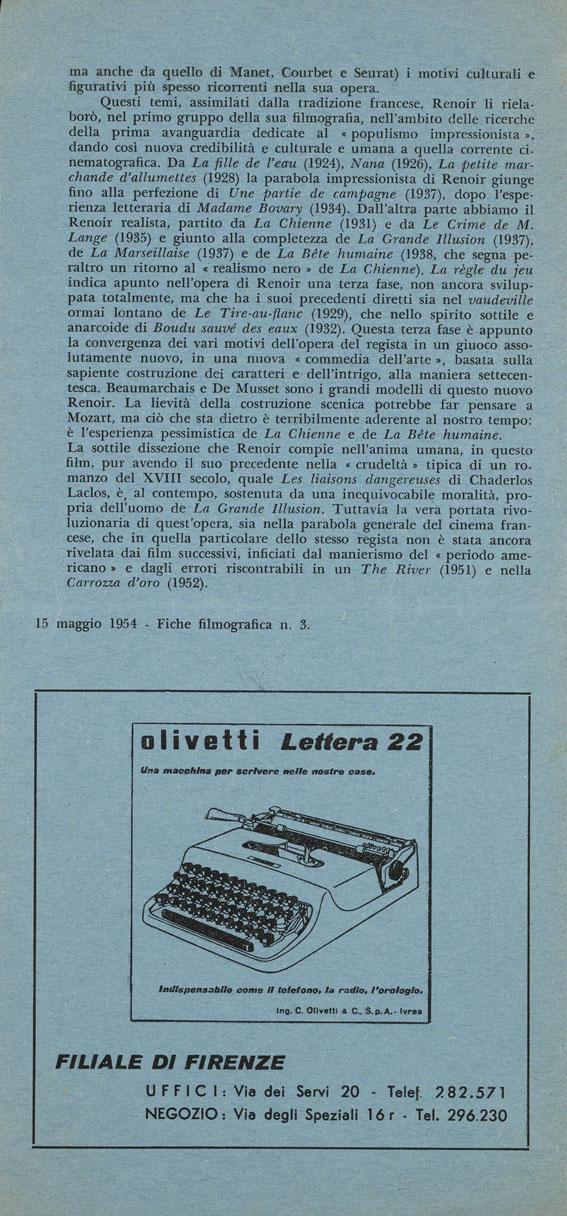 ma anche da quello di Manet, Courbet e Seurat) i motivi culturali e
figurativi più spesso ricorrenti nella sua opera.
Questi temi, assimilati dalla tradizione francese, Renoir li riela-
borò, nel primo gruppo della sua filmografia, nell'ambito delle ricerche
della prima avanguardia dedicate al « populismo impressionista »,
dando così nuova credibilità e culturale e umana a quella corrente ci-
nematografica. Da La fille de l'eau (1924), Nana (1926), La petite mar-
chande d'allumettes (1928) la parabola impressionista di Renoir giunge
fino alla perfezione di Une partie de campagne (1937), dopo l'espe-
rienza letteraria di Madame Bovary (1934). Dall'altra parte abbiamo il
Renoir realista, partito da La Chienne (1931) e da Le Crime de M.
Lange (1935) e giunto alla completezza de La Grande Illusion (1937),
de La Marseillaise (1937) e de La Bête humaine (1938, che segna pe-
raltro un ritorno al « realismo nero » de La Chienne). La règle du jeu
indica apunto nell'opera di Renoir una terza fase, non ancora svilup-
pata totalmente, ma che ha i suoi precedenti diretti sia nel vaudeville
ormai lontano de Le Tire-au-flanc (1929), che nello spirito sottile e
anarcoide di Boudu sauvé des eaux (1932). Questa terza fase è appunto
la convergenza dei vari motivi dell'opera del regista in un giuoco asso-
lutamente nuovo, in una nuova « commedia dell'arte », basata sulla
sapiente costruzione dei caratteri e dell'intrigo, alla maniera settecen-
tesca. Beaumarchais e De Musset sono i grandi modelli di questo nuovo
Renoir. La lievità della costruzione scenica potrebbe far pensare a
Mozart, ma ciò che sta dietro è terribilmente aderente al nostro tempo:
è l'esperienza pessimistica de La Chienne e de La Bête humaine.
La sottile dissezione che Renoir compie nell'anima umana, in questo
film, pur avendo il suo precedente nella « crudeltà » tipica di un ro-
manzo del XVIII secolo, quale Les liaisons dangereuses di Chaderlos
Laclos, è, al contempo, sostenuta da una inequivocabile moralità, pro-
pria dell'uomo de La Grande Illusion. Tuttavia la vera portata rivo-
luzionaria di quest'opera, sia nella parabola generale del cinema fran-
cese, che in quella particolare dello stesso regista non è stata ancora
rivelata dai film successivi, inficiati dal manierismo del « periodo ame-
ricano » e dagli errori riscontrabili in un The River (1951) e nella
Carrozza d'oro (1952).
15 maggio 1954 - Fiche filmografica n. 3.
olivetti Lettera 22
Una macchina per scrivere nelle nostre case.
Indispensabile come il telefono, la radio, l'orologio.
Ing. C. Olivetti & C., S.p.A.- Ivrea
FILIALE DI FIRENZE
UFFICI: Via dei Servi 20 - Telef. 282.571
NEGOZIO: Via degli Speziali 16 r - Tel. 296.230